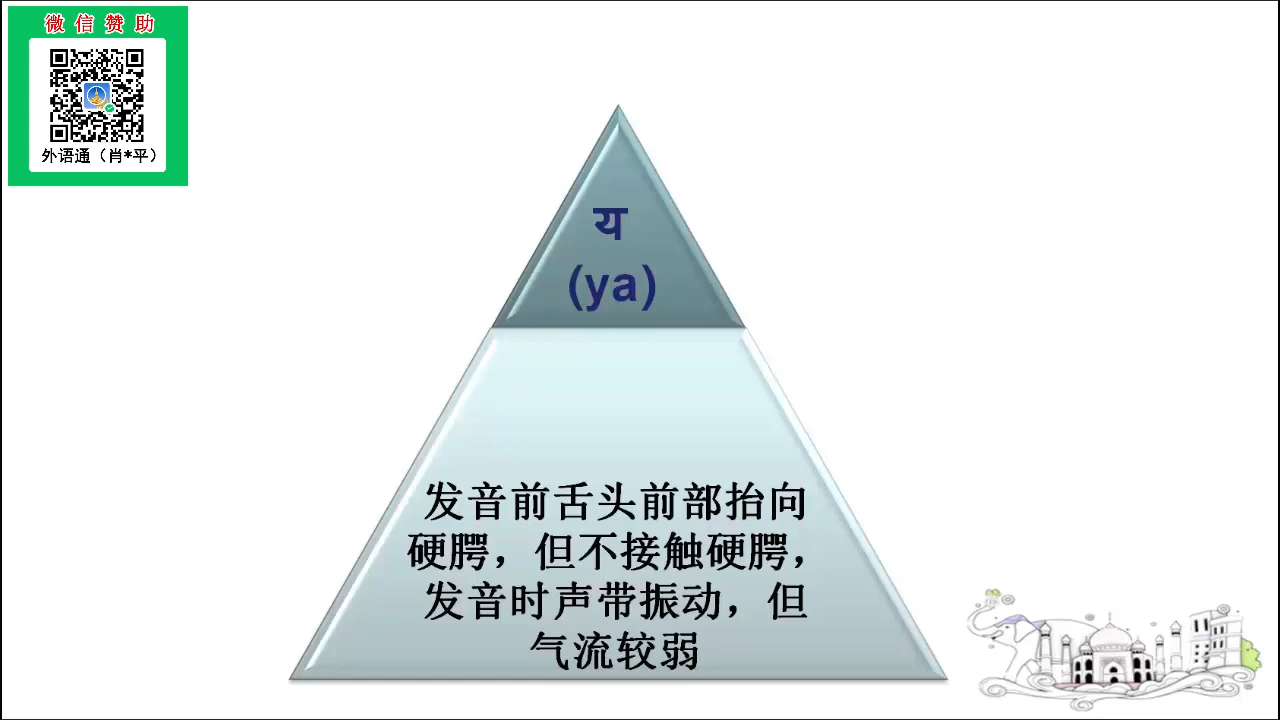 微信赞助
外语通（肖*平）
य
(ya)
发音前舌头前部抬向
硬腭，但不接触硬腭，
发音时声带振动，但
气流较弱